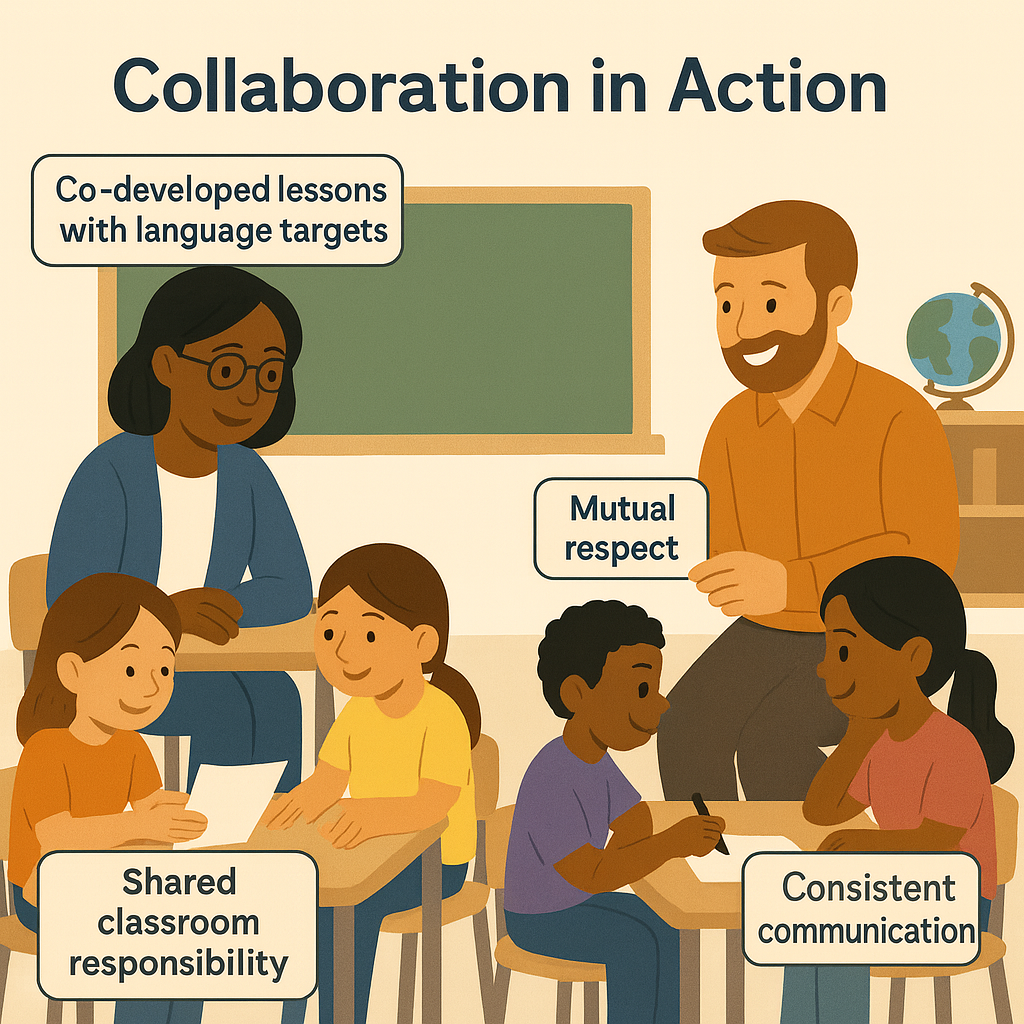 Collaboration in Action
Co-developed lessons
with language targets
Mutual
respect
Shared
classroom
responsibility
Consistent
communication